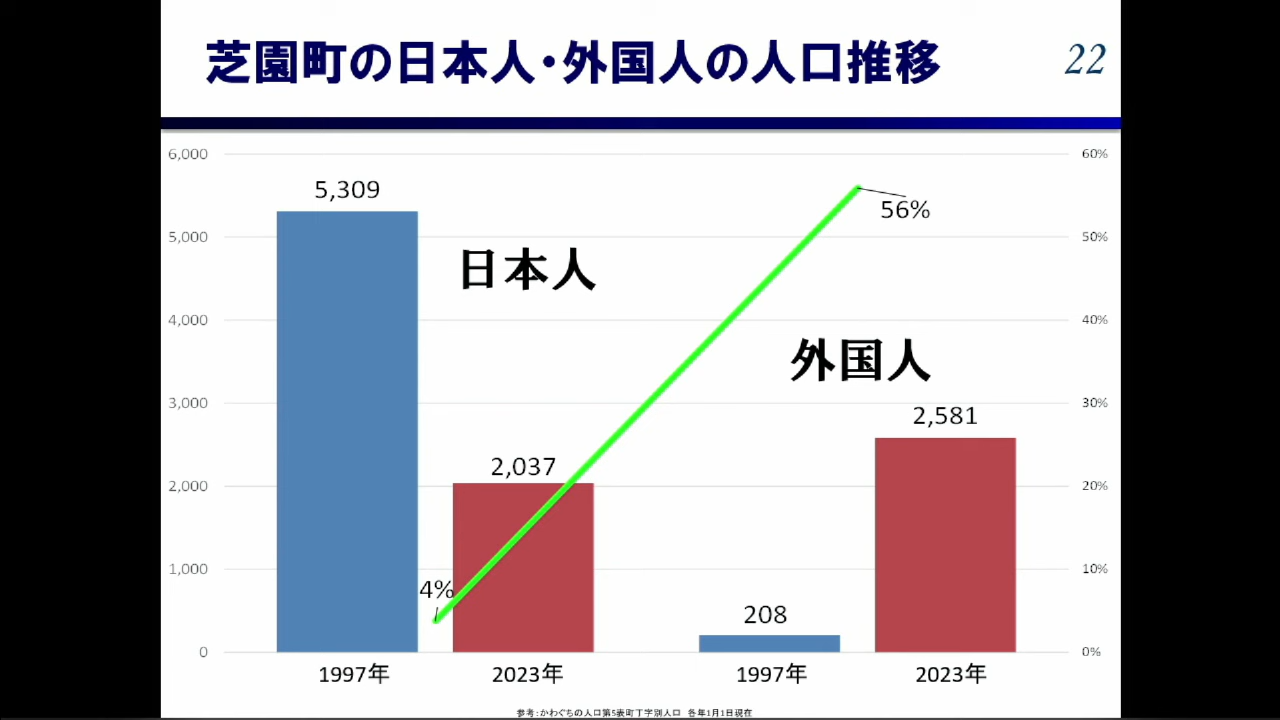 芝園町の日本人・外国人の人口推移
22
6,000
5,000
4,000
3,000
2,000
1,000
0
60%
50%
40%
30%
20%
10%
0%
5,309
日本人
2,037
4%
56%
外国人
208
2,581
1997年
2023年
1997年
2023年
参考:かわぐちの人口第5表町丁字別人口 各年1月1日現在